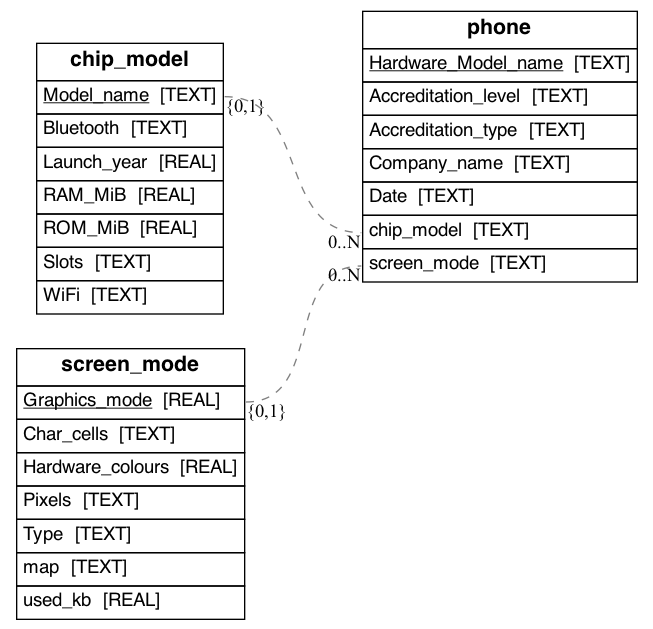 chip_model
Model_name [TEXT]
Bluetooth [TEXT]
Launch_year [REAL]
RAM_MiB [REAL]
ROM_MiB [REAL]
Slots [TEXT]
WiFi [TEXT]
{0,1}
phone
Hardware_Model_name [TEXT]
Accreditation_level [TEXT]
Accreditation_type [TEXT]
Company_name [TEXT]
Date [TEXT]
chip_model [TEXT]
screen_mode [TEXT]
0..N
0..N
screen_mode
Graphics_mode [REAL]
Char_cells [TEXT]
Hardware_colours [REAL]
Pixels [TEXT]
Type [TEXT]
map [TEXT]
used_kb [REAL]
{0,1}